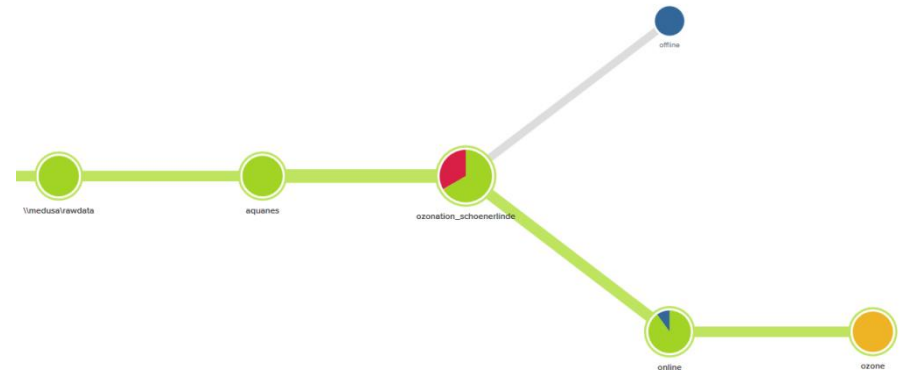 offline
\\medusa\rawdata
aquanes
ozonation_schoenerlinde
online
ozone